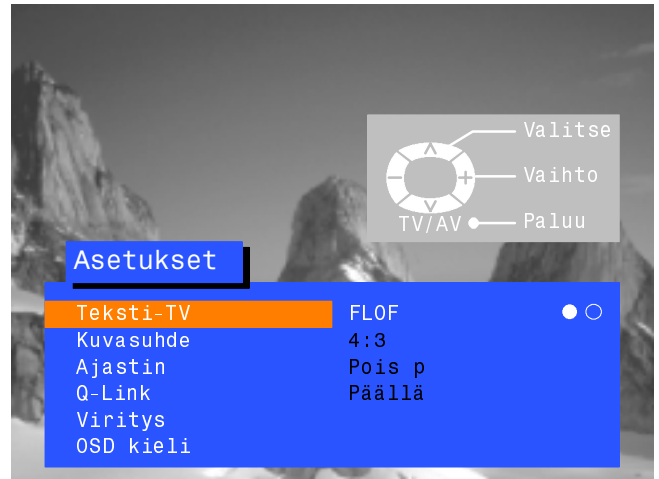 Valitse
Vaihto
TV/AV Paluu
Asetukset
Teksti-TV FLOF
Kuvasuhde 4:3
Ajastin Pois p
Q-Link Päällä
Viritys
OSD kieli